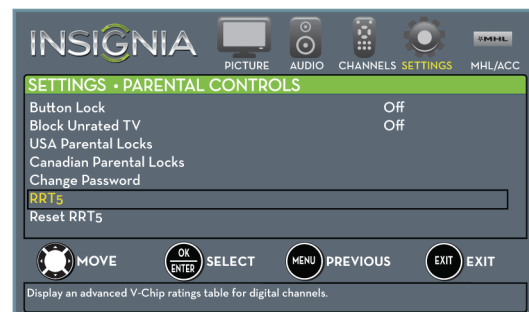 INSIGNIA
PICTURE AUDIO CHANNELS SETTINGS MHL/ACC
MHL
SETTINGS • PARENTAL CONTROLS
Button Lock Off
Block Unrated TV Off
USA Parental Locks
Canadian Parental Locks
Change Password
RRT5
Reset RRT5
MOVE OK ENTER SELECT MENU PREVIOUS EXIT EXIT
Display an advanced V-Chip ratings table for digital channels.